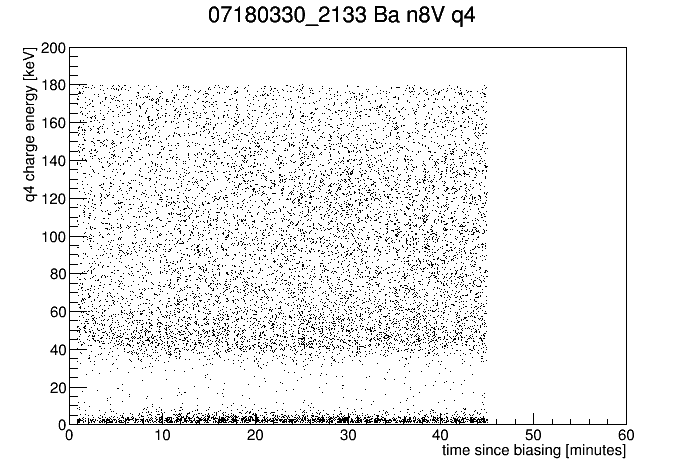 07180330_2133 Ba n8V q4
q4 charge energy [keV]
200
180
160
140
120
100
80
60
40
20
0
0 10 20 30 40 50 60
time since biasing [minutes]